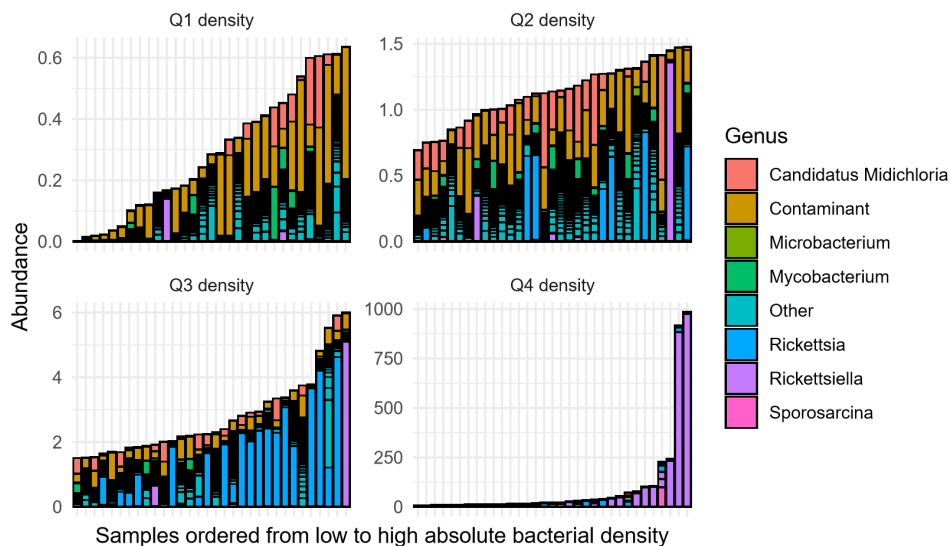 Q1 density
Q2 density
0.6
0.4
0.2
0.0
1.5
1.0
0.5
0.0
Q3 density
Q4 density
6
4
2
0
1000
750
500
250
0
Abundance
Samples ordered from low to high absolute bacterial density
Genus
Candidatus Midichloria
Contaminant
Microbacterium
Mycobacterium
Other
Rickettsia
Rickettsiella
Sporosarcina